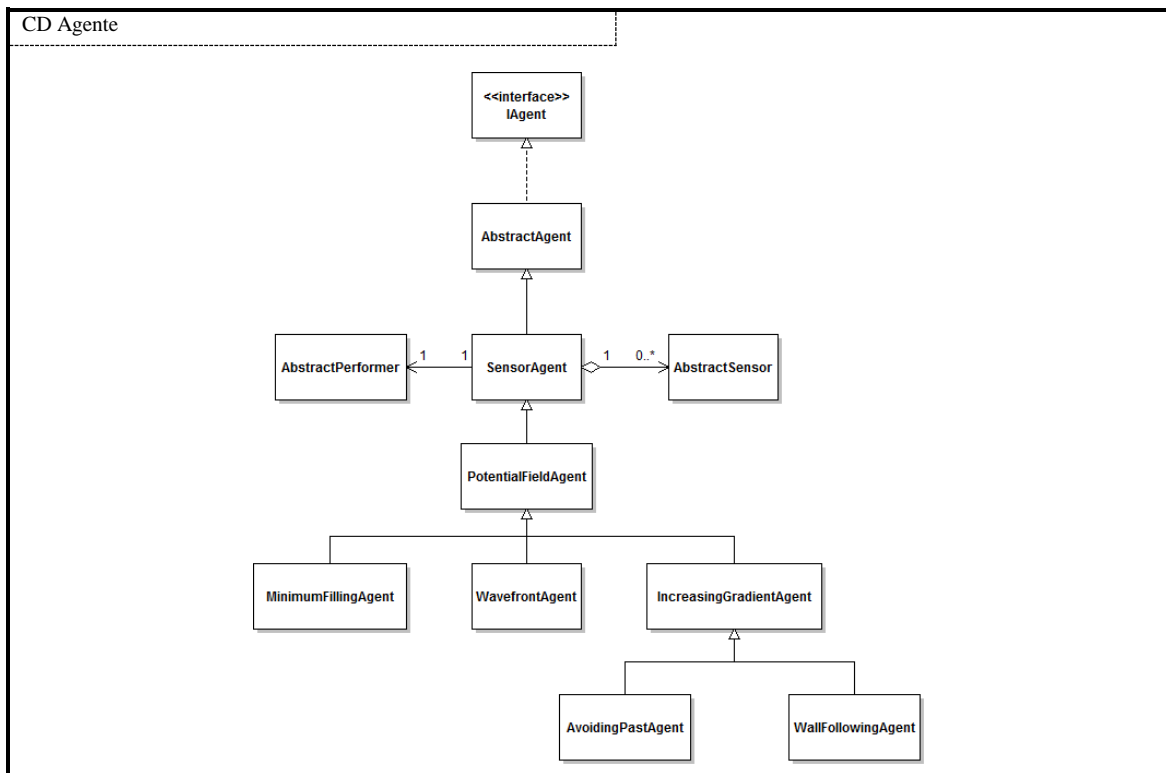 CD Agente
<<interface>>
IAgent
AbstractAgent
AbstractPerformer
1
1
SensorAgent
1
0..*
AbstractSensor
PotentialFieldAgent
MinimumFillingAgent
WavefrontAgent
IncreasingGradientAgent
AvoidingPastAgent
WallFollowingAgent